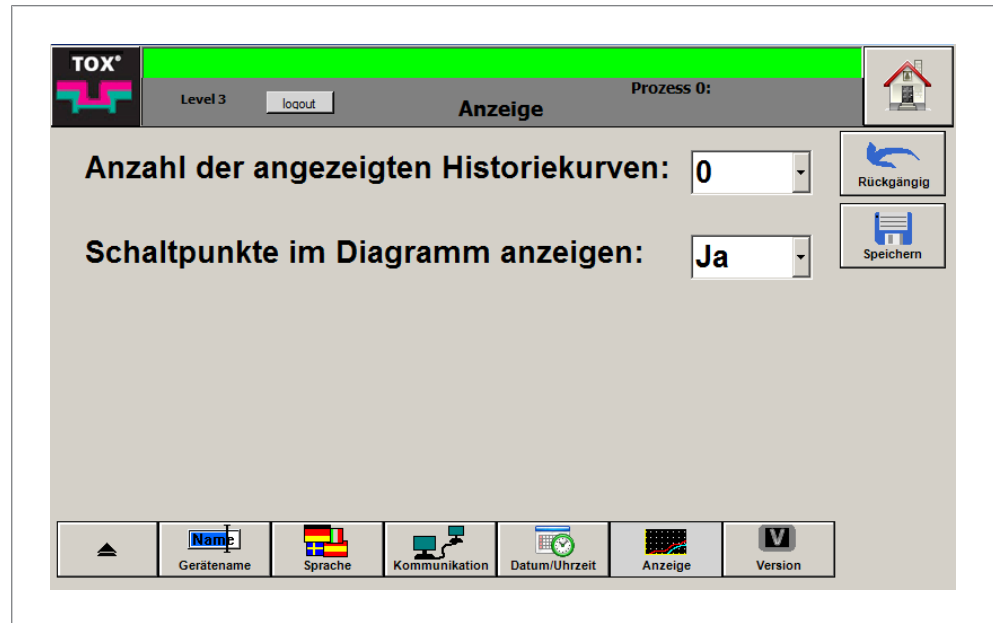 TOX®
Level 3
logout
Anzeige
Prozess 0:
Anzahl der angezeigten Historiekurven:
0
Rückgängig
Schaltpunkte im Diagramm anzeigen:
Ja
Speichern
Name
Gerätename
Sprache
Kommunikation
Datum/Uhrzeit
Anzeige
V
Version